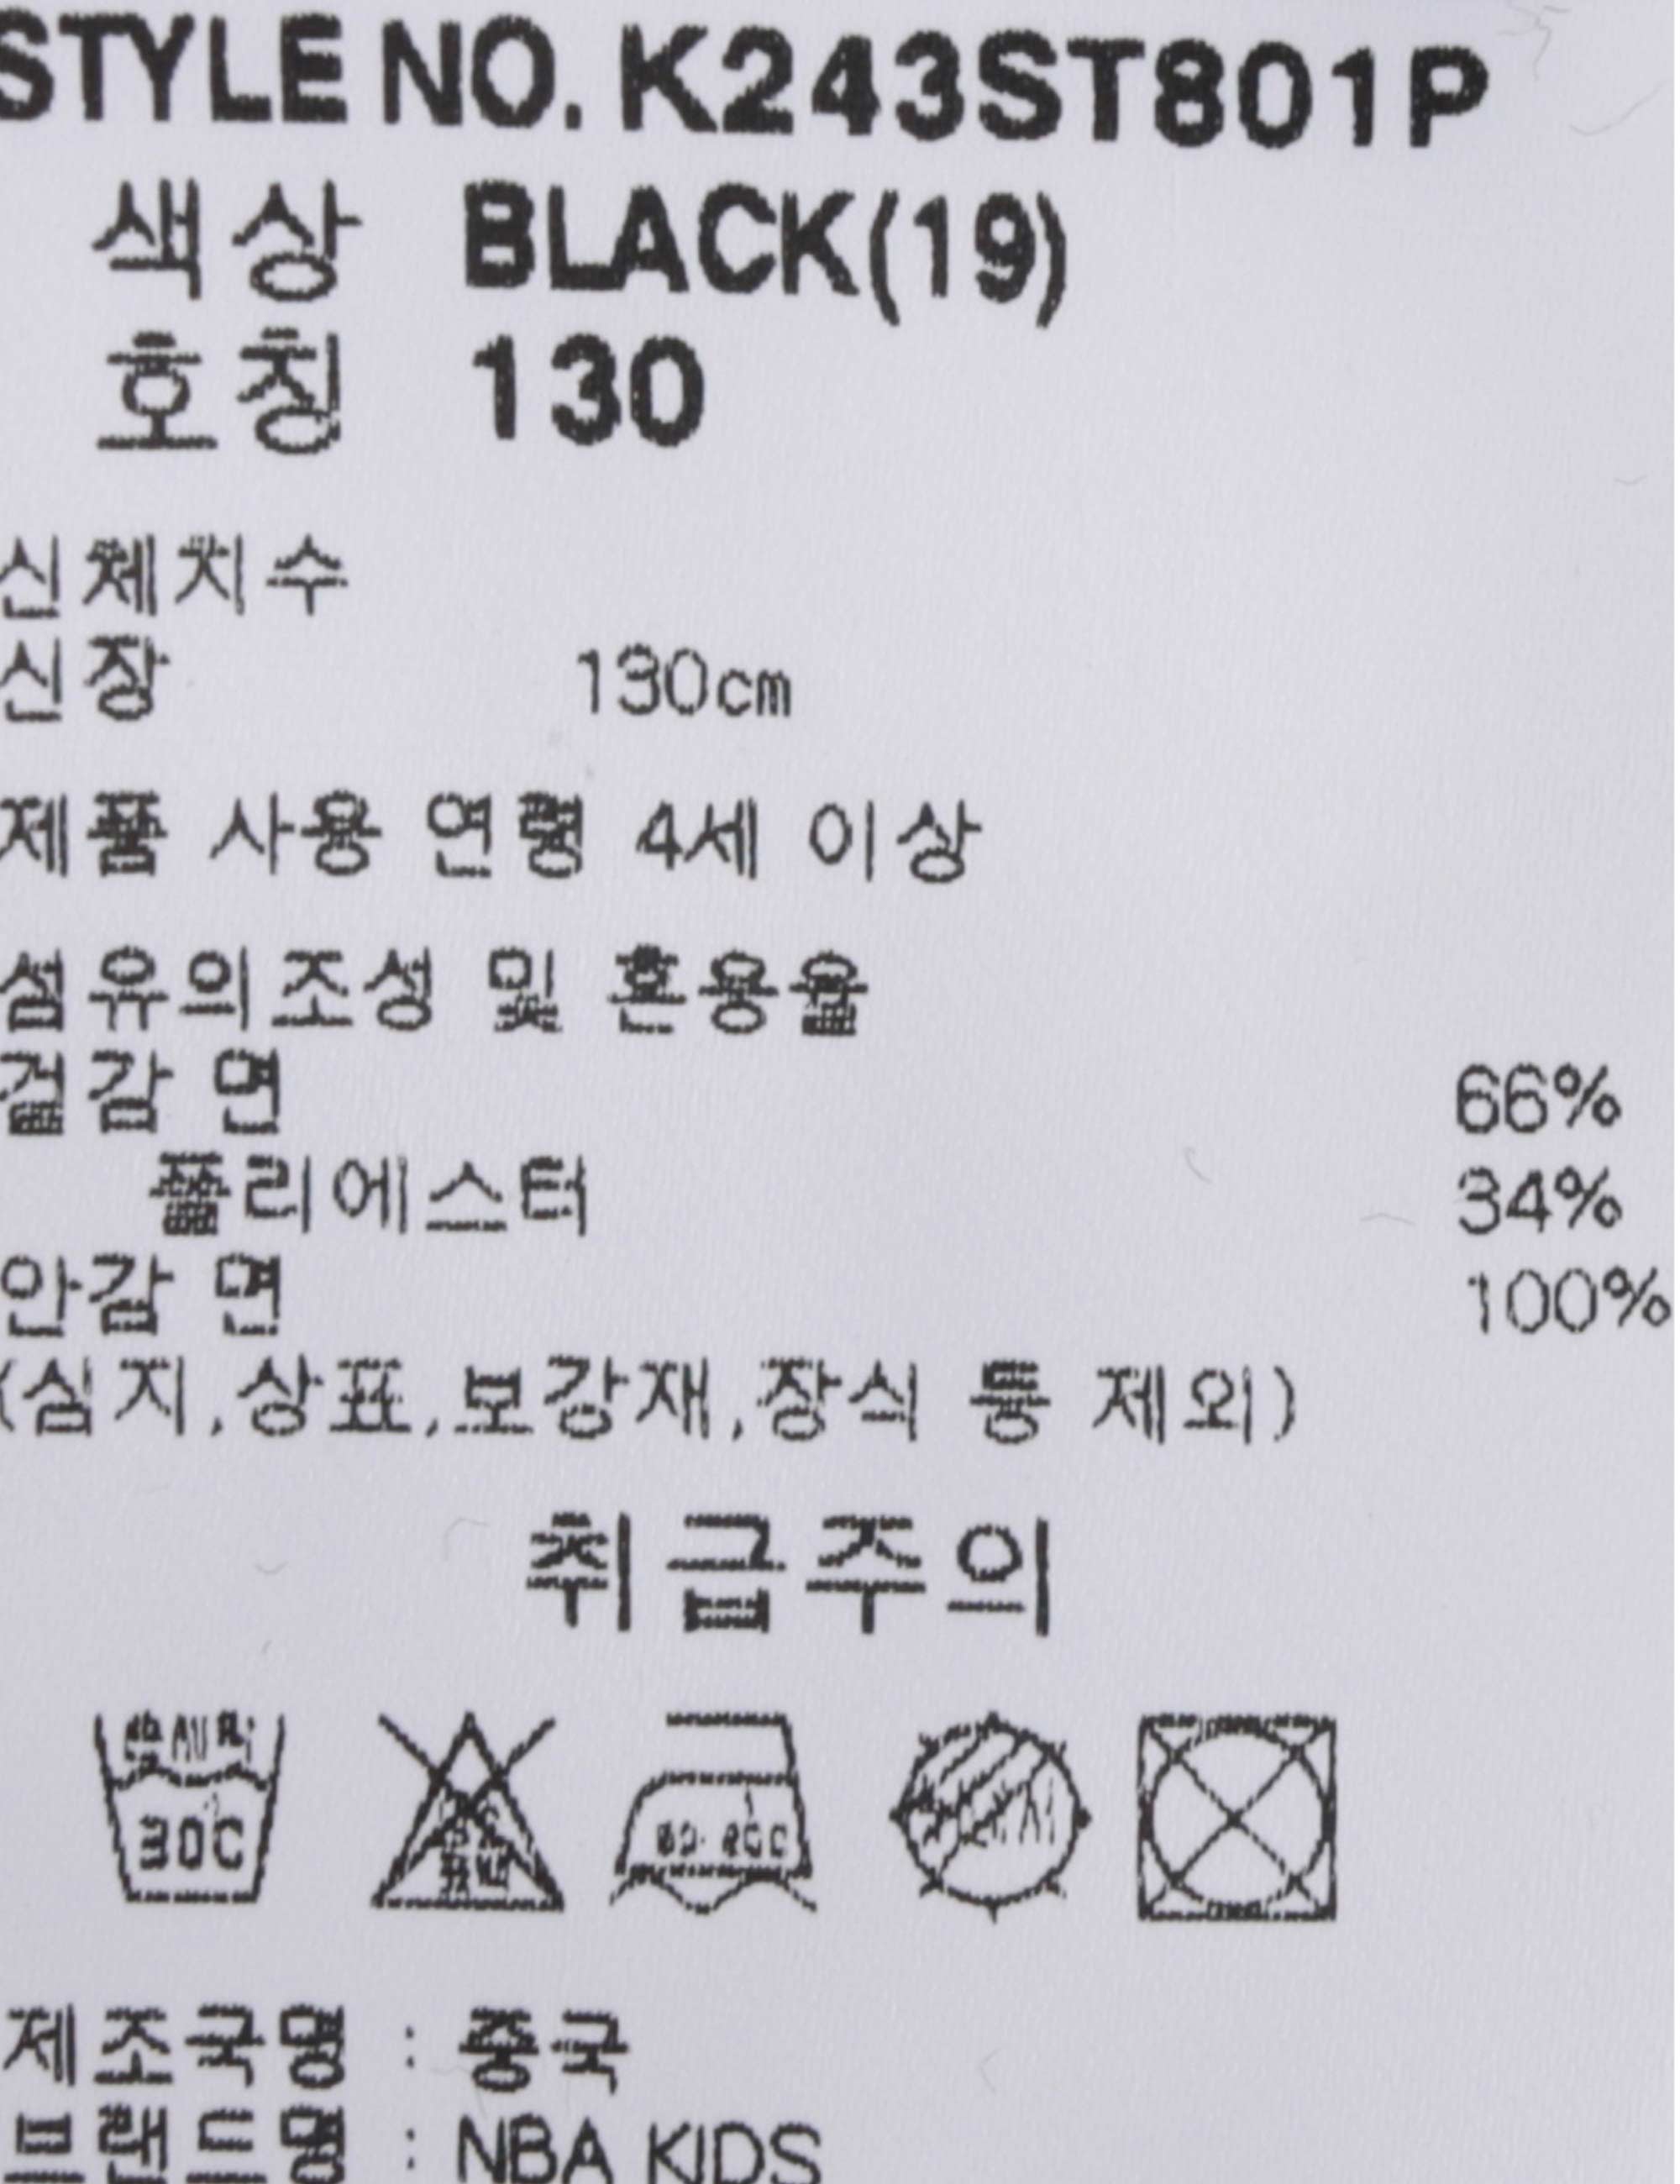 STYLE NO. K243ST801P
색상 BLACK(19)
호칭 130
신체치수
신장 130cm
제품 사용 연령 4세 이상
섬유의조성 및 혼용율
겉감 면 66%
폴리에스터 34%
안감 면 100%
(심지,상표,보강재,장식 등 제외)
취급주의
30C
제조국명 : 중국
브랜드명 : NBA KIDS